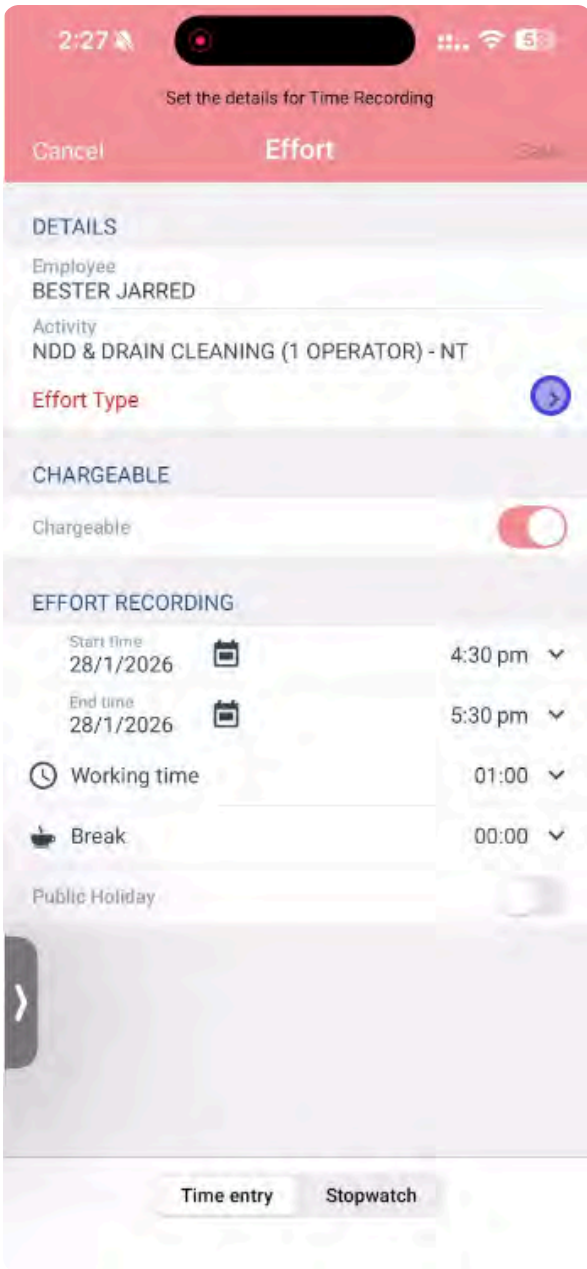 2:27
Set the details for Time Recording
Cancel Effort Save
DETAILS
Employee
BESTER JARRED
Activity
NDD & DRAIN CLEANING (1 OPERATOR) - NT
Effort Type
CHARGEABLE
Chargeable
EFFORT RECORDING
Start time
28/1/2026 4:30 pm
End time
28/1/2026 5:30 pm
Working time 01:00
Break 00:00
Public Holiday
Time entry Stopwatch